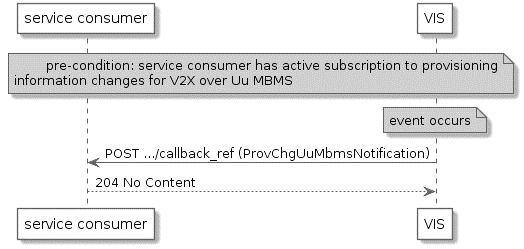 service consumer
VIS
pre-condition: service consumer has active subscription to provisioning
information changes for V2X over Uu MBMS
event occurs
POST .../callback_ref (ProvChgUuMbmsNotification)
204 No Content
service consumer
VIS